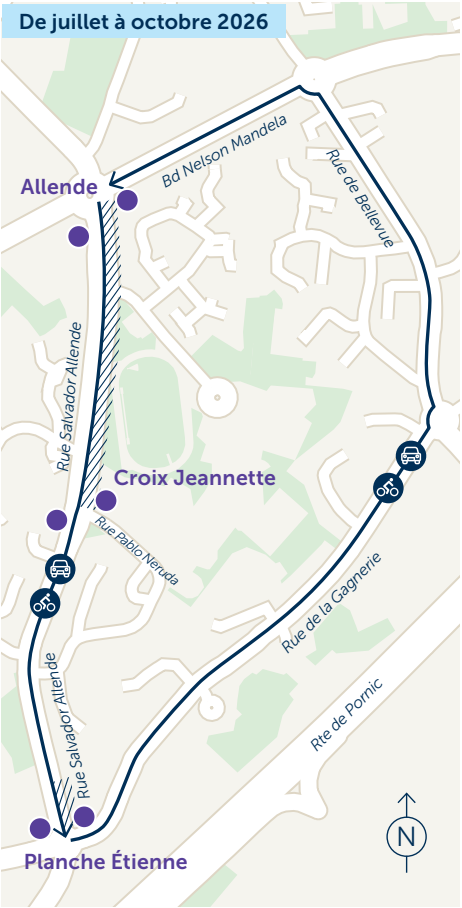 De juillet à octobre 2026
Bd Nelson Mandela
Allende
Rue de Bellevue
Rue Salvador Allende
Croix Jeannette
Rue Pablo Neruda
Rue de la Gagnerie
Rue Salvador Allende
Rte de Pornic
N
Planche Étienne